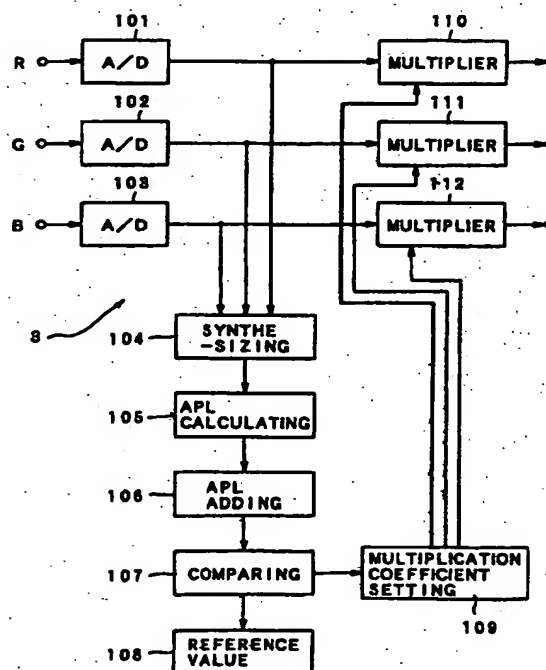 101
110
R
A/D
MULTIPLIER
102
111
G
A/D
MULTIPLIER
103
112
B
A/D
MULTIPLIER
3
104
SYNTHE
-SIZING
105
APL
CALCULATING
106
APL
ADDING
107
COMPARING
MULTIPLICATION
COEFFICIENT
SETTING
109
108
REFERENCE
VALUE